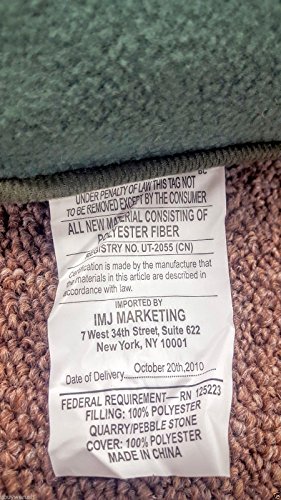 BC
UNDER PENALTY OF LAW THIS TAG NOT
TO BE REMOVED EXCEPT BY THE CONSUMER
ALL NEW MATERIAL CONSISTING OF
POLYESTER FIBER
REGISTRY NO. UT-2055 (CN)
Certification is made by the manufacture that
the materials in this article are described in
accordance with law.
IMPORTED BY
IMJ MARKETING
7 West 34th Street, Suite 622
New York, NY 10001
Date of Delivery October 20th,2010
FEDERAL REQUIREMENT—RN 125223
FILLING: 100% POLYESTER
QUARRY/PEBBLE STONE
COVER: 100% POLYESTER
MADE IN CHINA